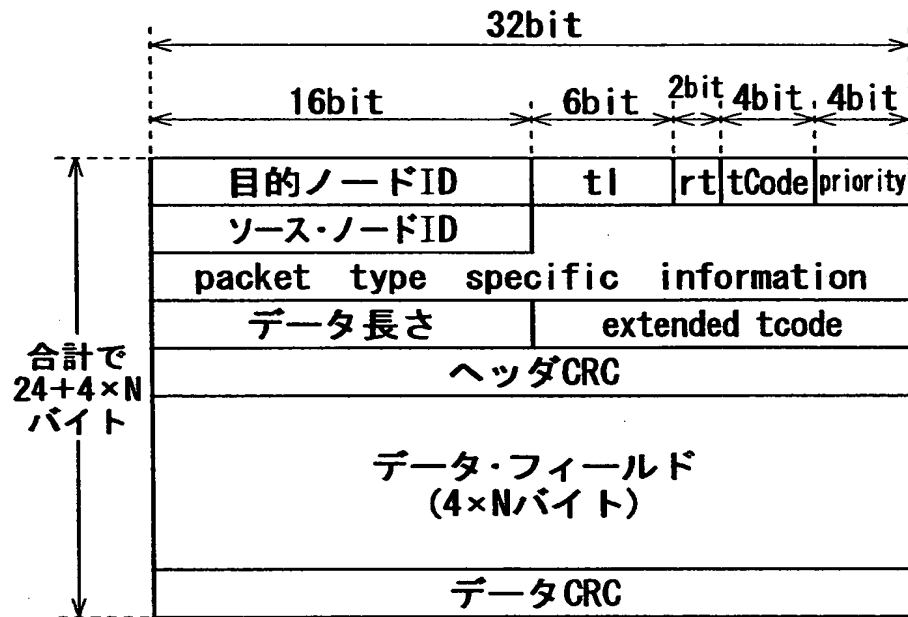 32bit
16bit 6bit 2bit 4bit 4bit
目的ノードID tl rt tCode priority
ソース・ノードID
packet type specific information
データ長さ extended tcode
ヘッダCRC
合計で
24+4×N
バイト
データ・フィールド
(4×Nバイト)
データCRC